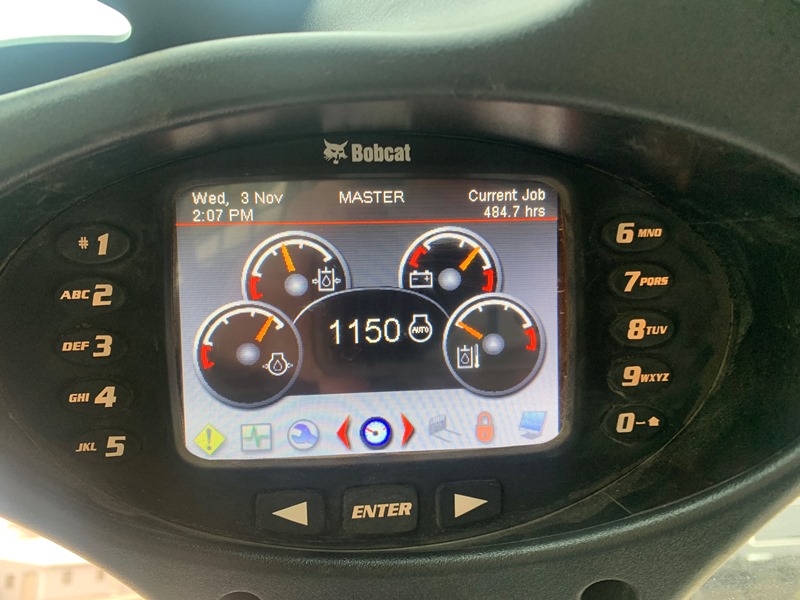 Bobcat
Wed, 3 Nov
MASTER
Current Job
2:07 PM
484.7 hrs
1150 AUTO
# 1
ABC 2
DEF 3
GHI 4
JKL 5
6 MNO
7 PQRS
8 TUV
9 WXYZ
0
ENTER